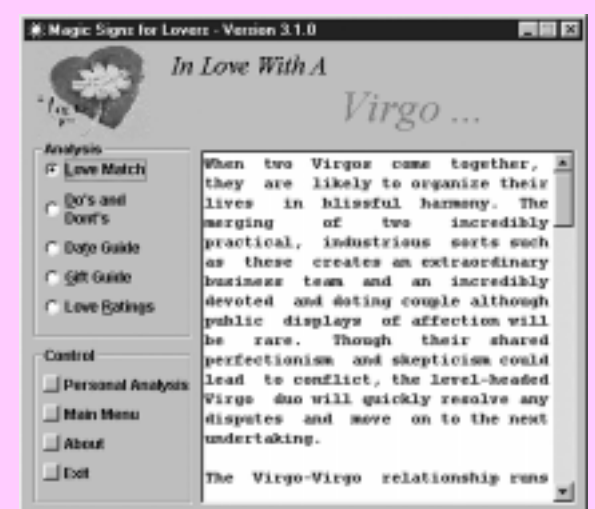 Magic Signs for Lovers - Version 3.1.0
In Love With A
Virgo ...
Analysis
Love Match
Do's and
Dont's
Date Guide
Gift Guide
Love Ratings
Control
Personal Analysis
Main Menu
About
Exit
When two Virgos come together,
they are likely to organize their
lives in blissful harmony. The
merging of two incredibly
practical, industrious sorts such
as these creates an extraordinary
business team and an incredibly
devoted and doting couple although
public displays of affection will
be rare. Though their shared
perfectionism and skepticism could
lead to conflict, the level-headed
Virgo duo will quickly resolve any
disputes and move on to the next
undertaking.
The Virgo-Virgo relationship runs